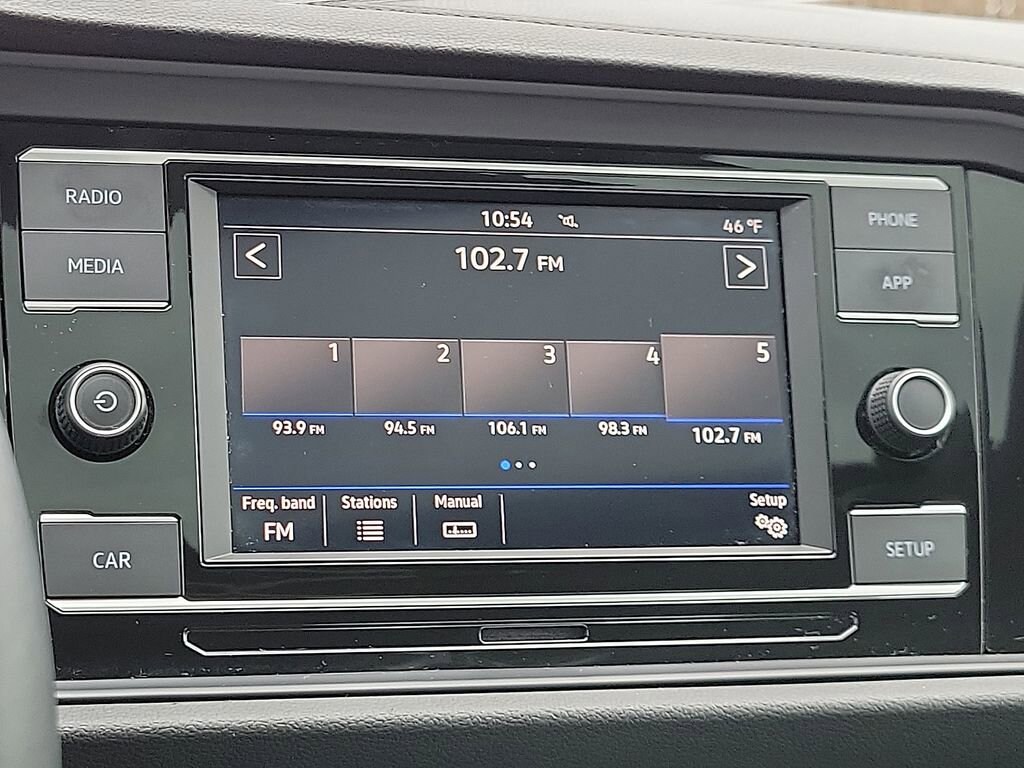 RADIO
MEDIA
CAR
10:54
46 °F
<
102.7 FM
>
1
2
3
4
5
93.9 FM
94.5 FM
106.1 FM
98.3 FM
102.7 FM
Freq. band
FM
Stations
Manual
Setup
PHONE
APP
SETUP